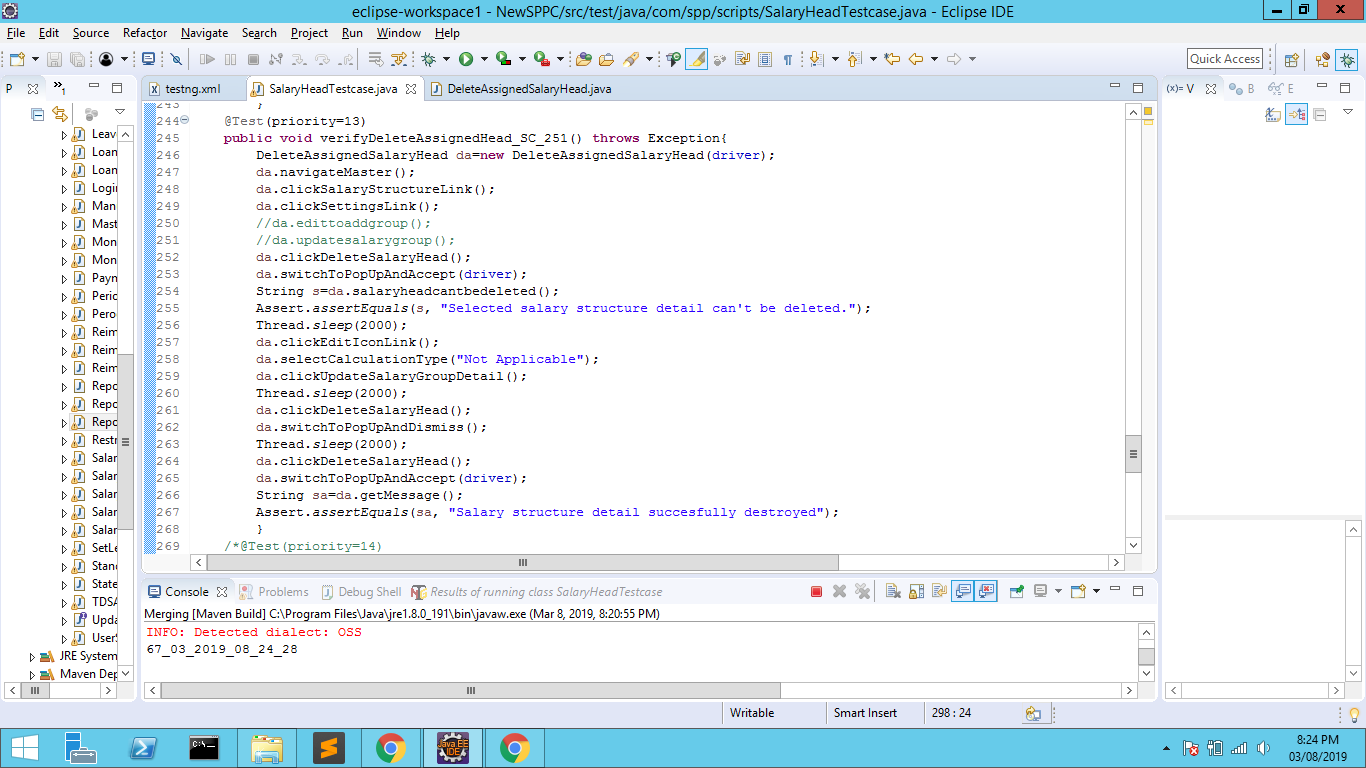 eclipse-workspace1 - NewSPPC/src/test/java/com/spp/scripts/SalaryHeadTestcase.java - Eclipse IDE
File Edit Source Refactor Navigate Search Project Run Window Help
Quick Access
P
1
testng.xml SalaryHeadTestcase.java DeleteAssignedSalaryHead.java
(x)= V B E
Leav
Loan
Loan
Logi
Man
Mast
Mon
Mon
Payn
Peric
Pero
Reim
Reim
Reim
Repo
Repo
Repo
Restr
Salar
Salar
Salar
Salar
Salar
SetLe
Stand
State
TDSA
Upda
UserS
JRE System
Maven Dep
243 }
244 @Test(priority=13)
245 public void verifyDeleteAssignedHead_SC_251() throws Exception{
246 DeleteAssignedSalaryHead da=new DeleteAssignedSalaryHead(driver);
247 da.navigateMaster();
248 da.clickSalaryStructureLink();
249 da.clickSettingsLink();
250 //da.edittoaddgroup();
251 //da.updatesalarygroup();
252 da.clickDeleteSalaryHead();
253 da.switchToPopUpAndAccept(driver);
254 String s=da.salaryheadcantbedeleted();
255 Assert.assertEquals(s, "Selected salary structure detail can't be deleted.");
256 Thread.sleep(2000);
257 da.clickEditIconLink();
258 da.selectCalculationType("Not Applicable");
259 da.clickUpdateSalaryGroupDetail();
260 Thread.sleep(2000);
261 da.clickDeleteSalaryHead();
262 da.switchToPopUpAndDismiss();
263 Thread.sleep(2000);
264 da.clickDeleteSalaryHead();
265 da.switchToPopUpAndAccept(driver);
266 String sa=da.getMessage();
267 Assert.assertEquals(sa, "Salary structure detail succesfully destroyed");
268 }
269 /*@Test(priority=14)
Console Problems Debug Shell Results of running class SalaryHeadTestcase
Merging [Maven Build] C:\Program Files\Java\jre1.8.0_191\bin\javaw.exe (Mar 8, 2019, 8:20:55 PM)
INFO: Detected dialect: OSS
67_03_2019_08_24_28
Writable Smart Insert 298 : 24
Java EE
IDE
8:24 PM
03/08/2019